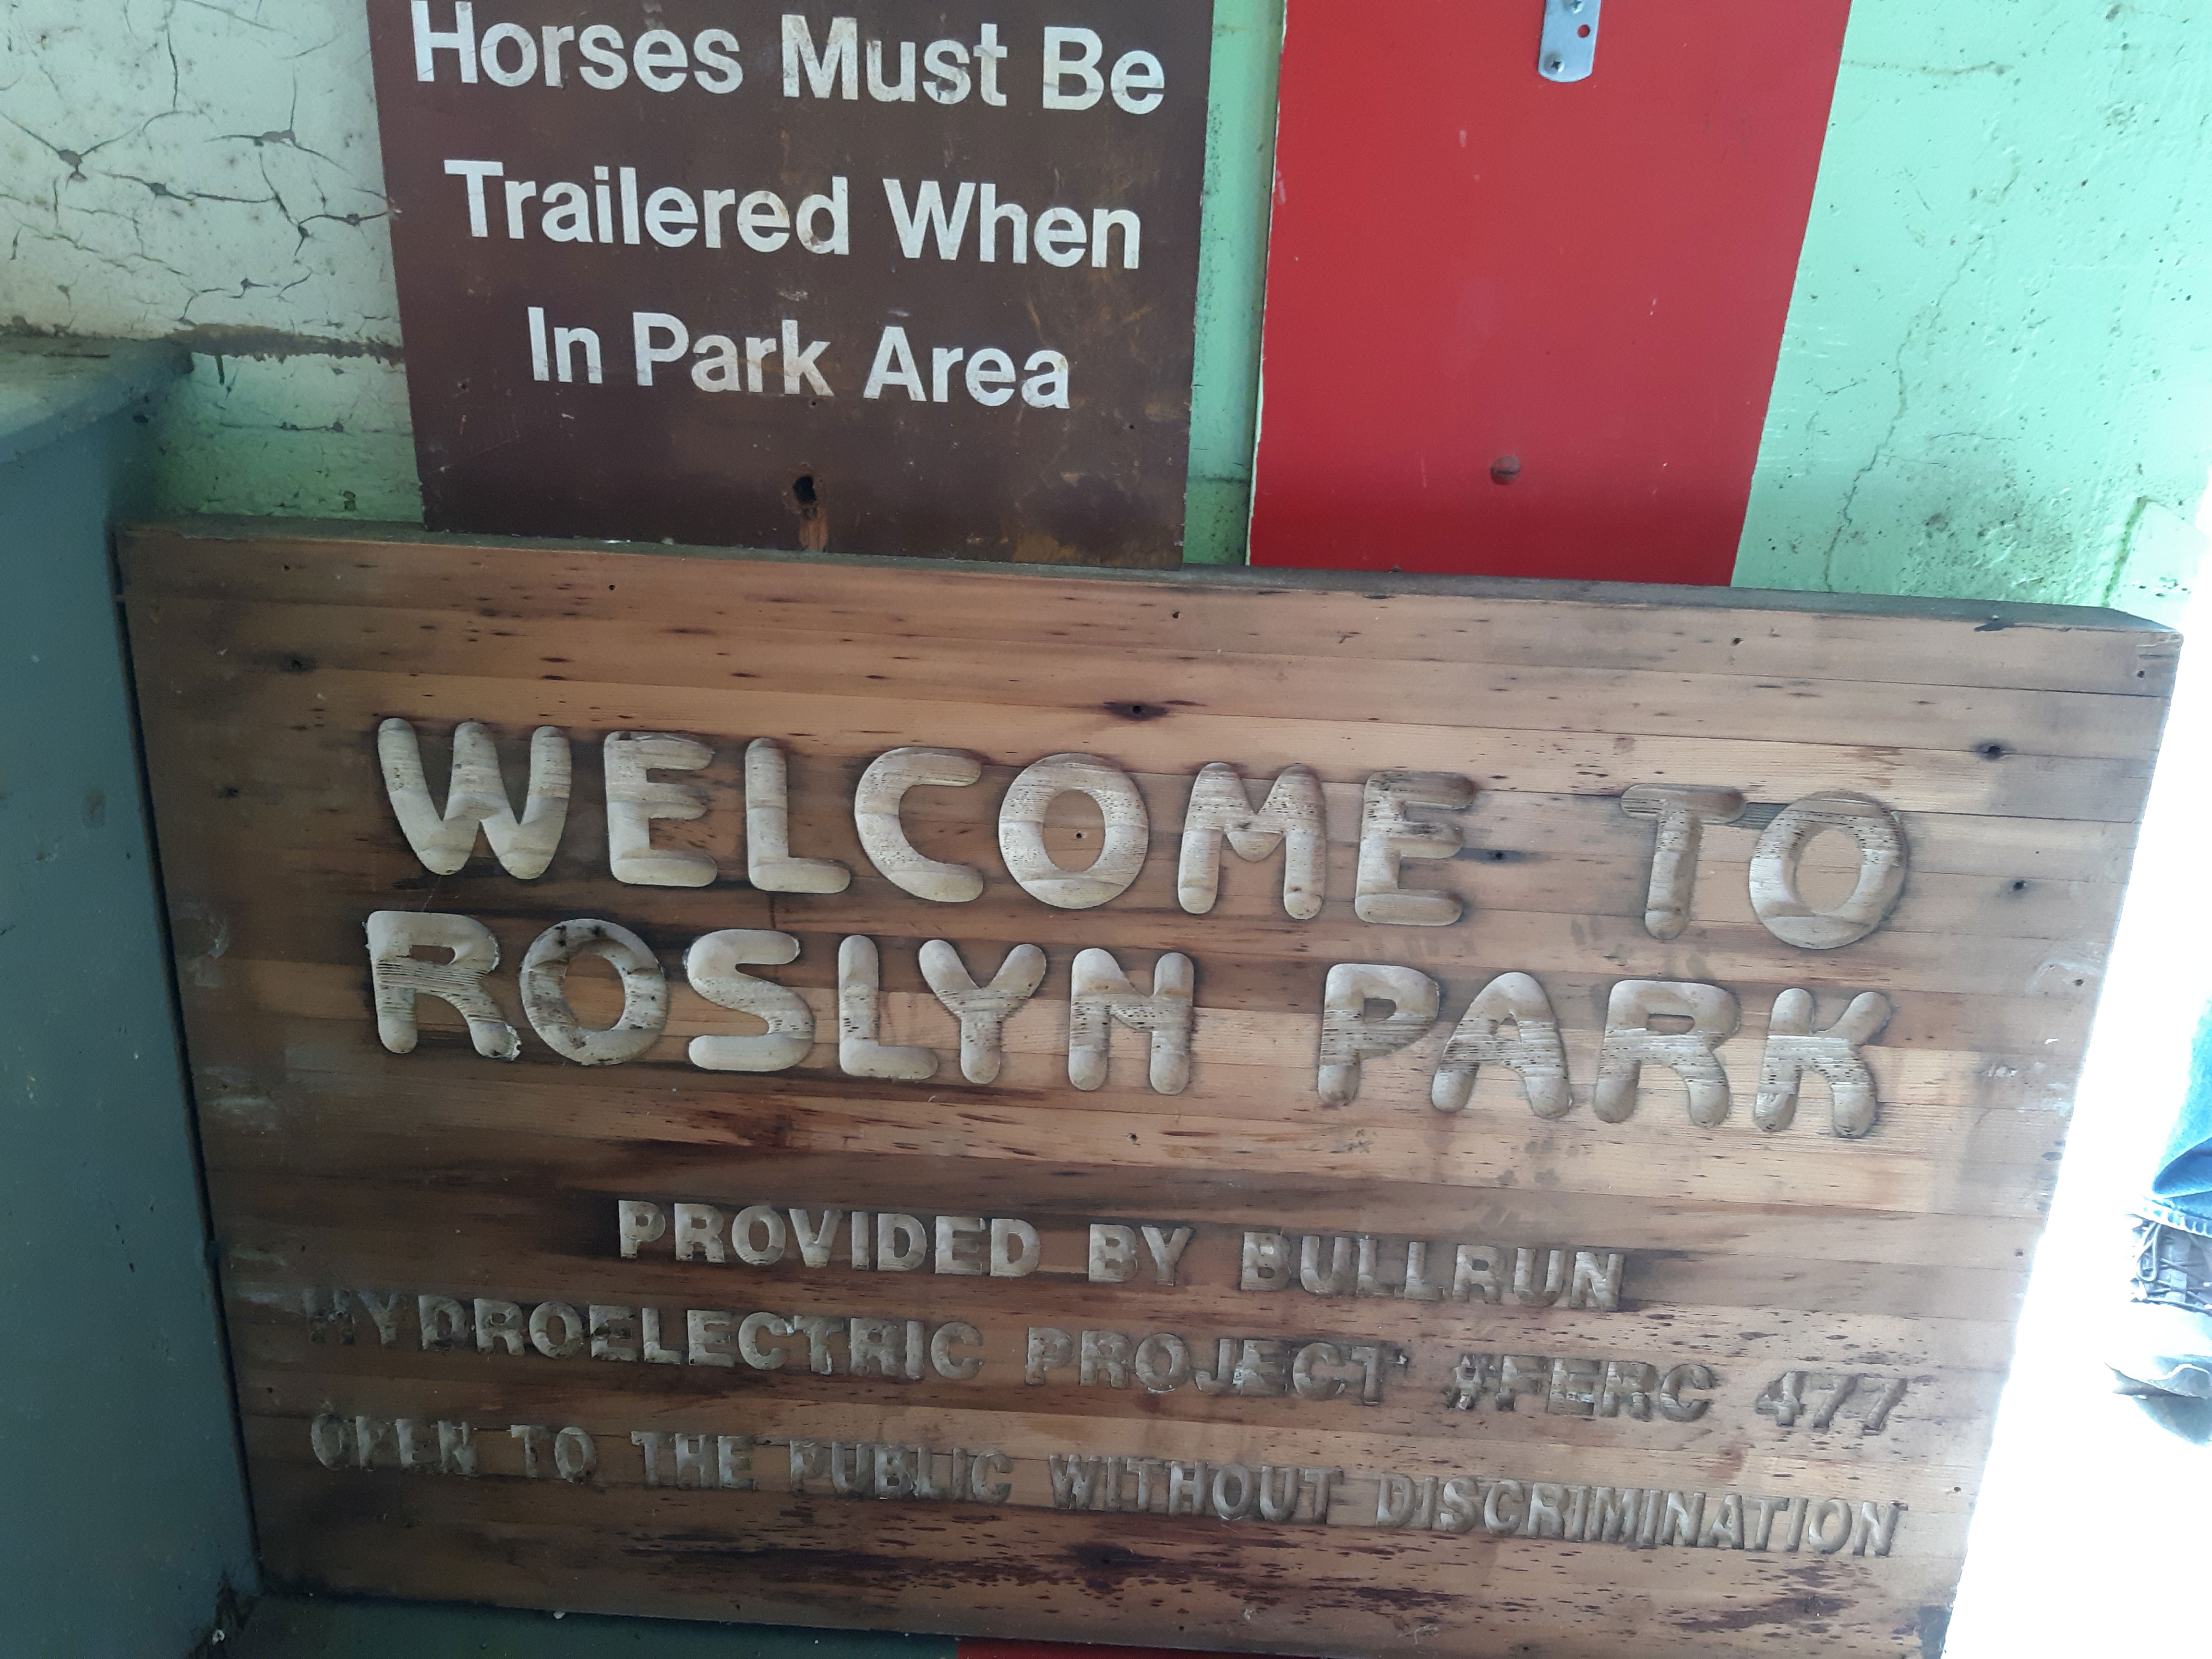 Horses Must Be
Trailered When
In Park Area
WELCOME TO
ROSLYN PARK
PROVIDED BY BULLRUN
HYDROELECTRIC PROJECT #FERC 477
OPEN TO THE PUBLIC WITHOUT DISCRIMINATION